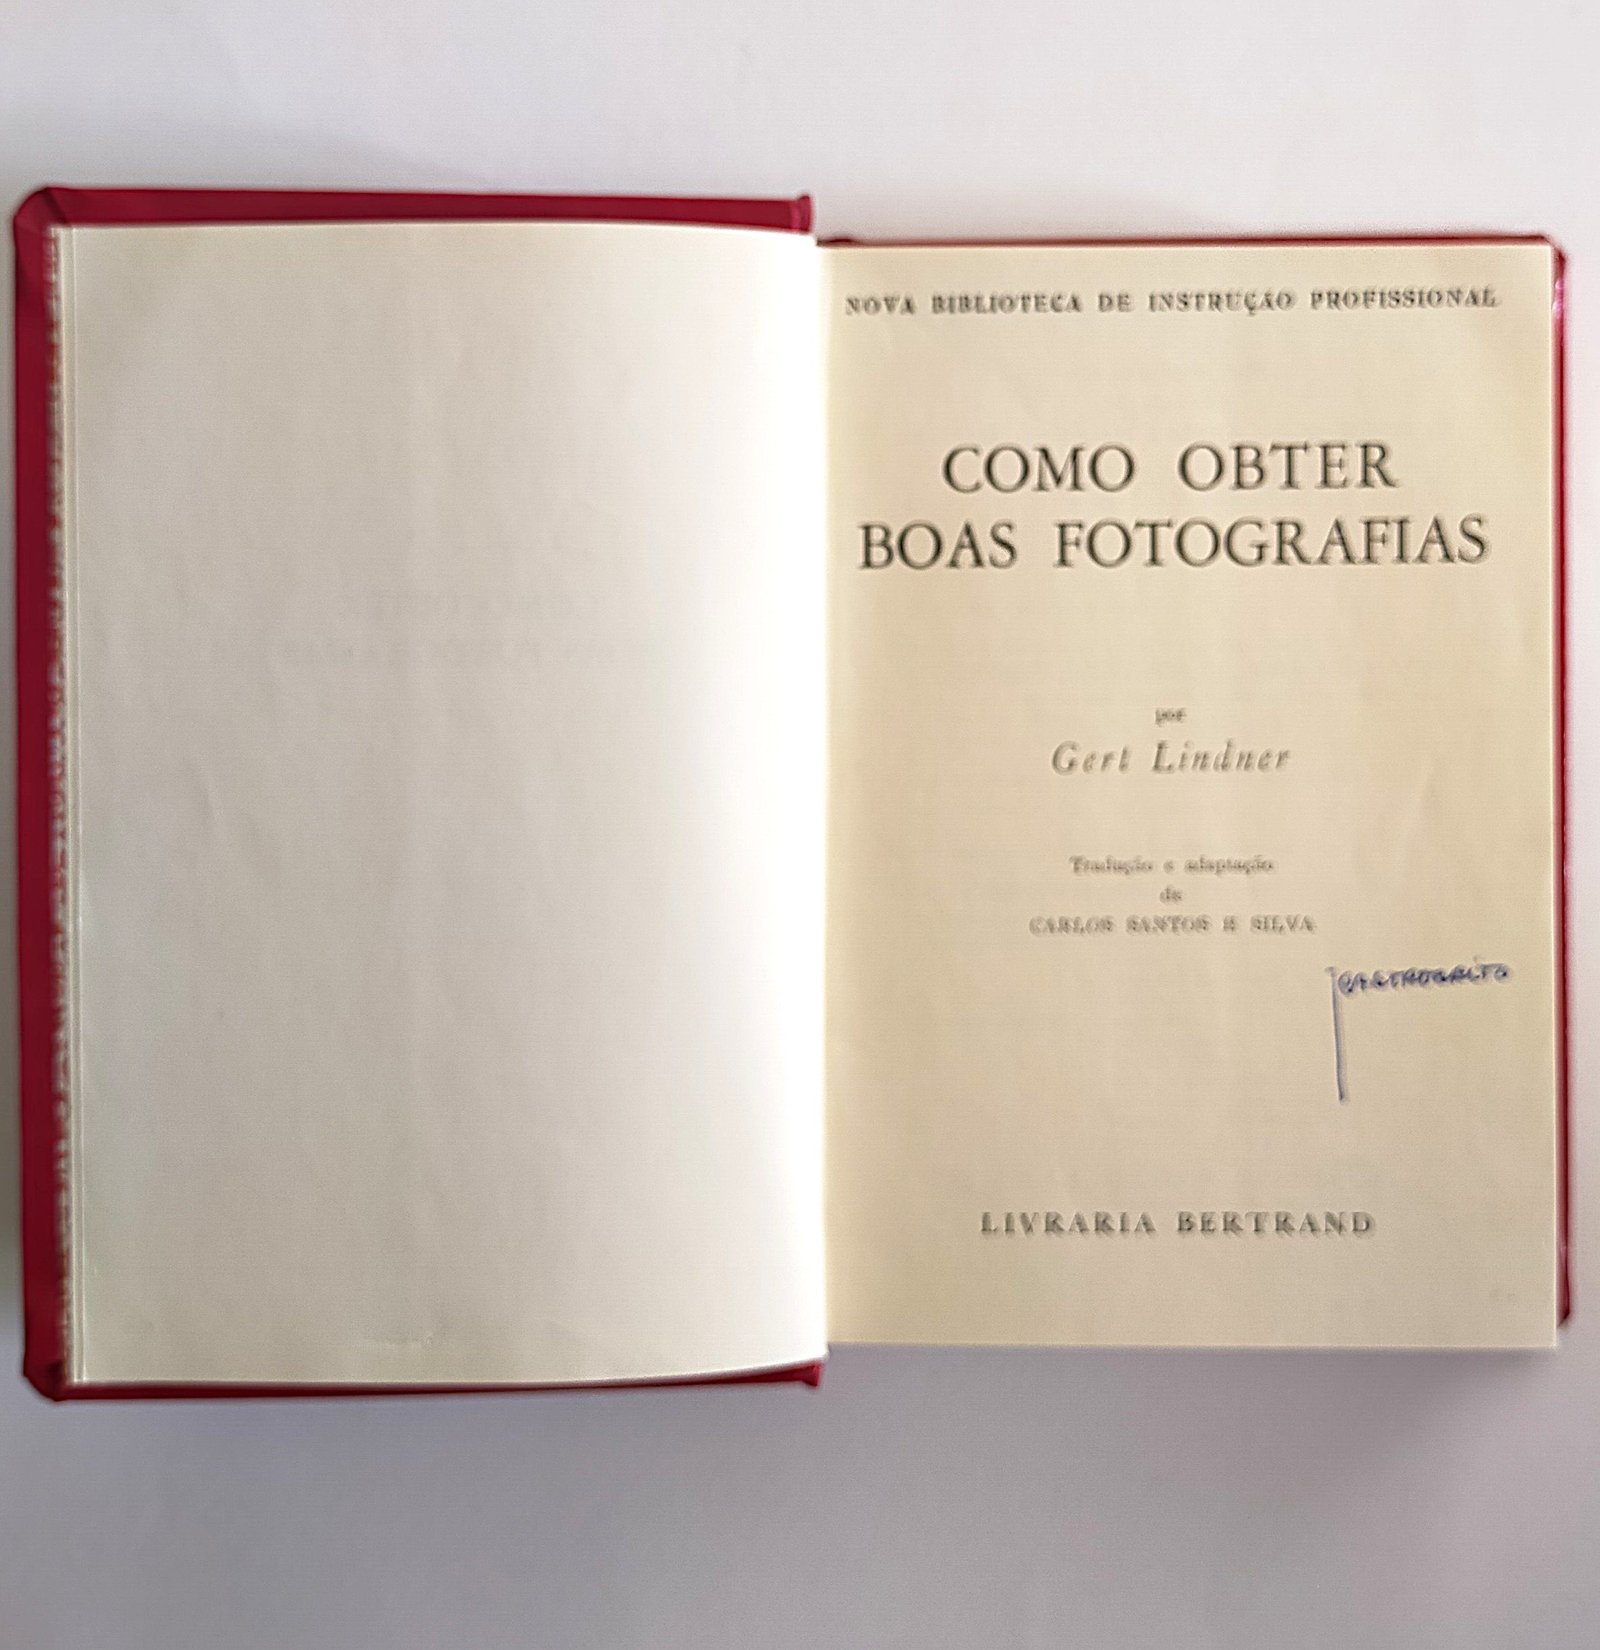 NOVA BIBLIOTECA DE INSTRUÇÃO PROFISSIONAL
COMO OBTER
BOAS FOTOGRAFIAS
por
Gert Lindner
Tradução e adaptação
de
CARLOS SANTOS E SILVA
LIVRARIA BERTRAND